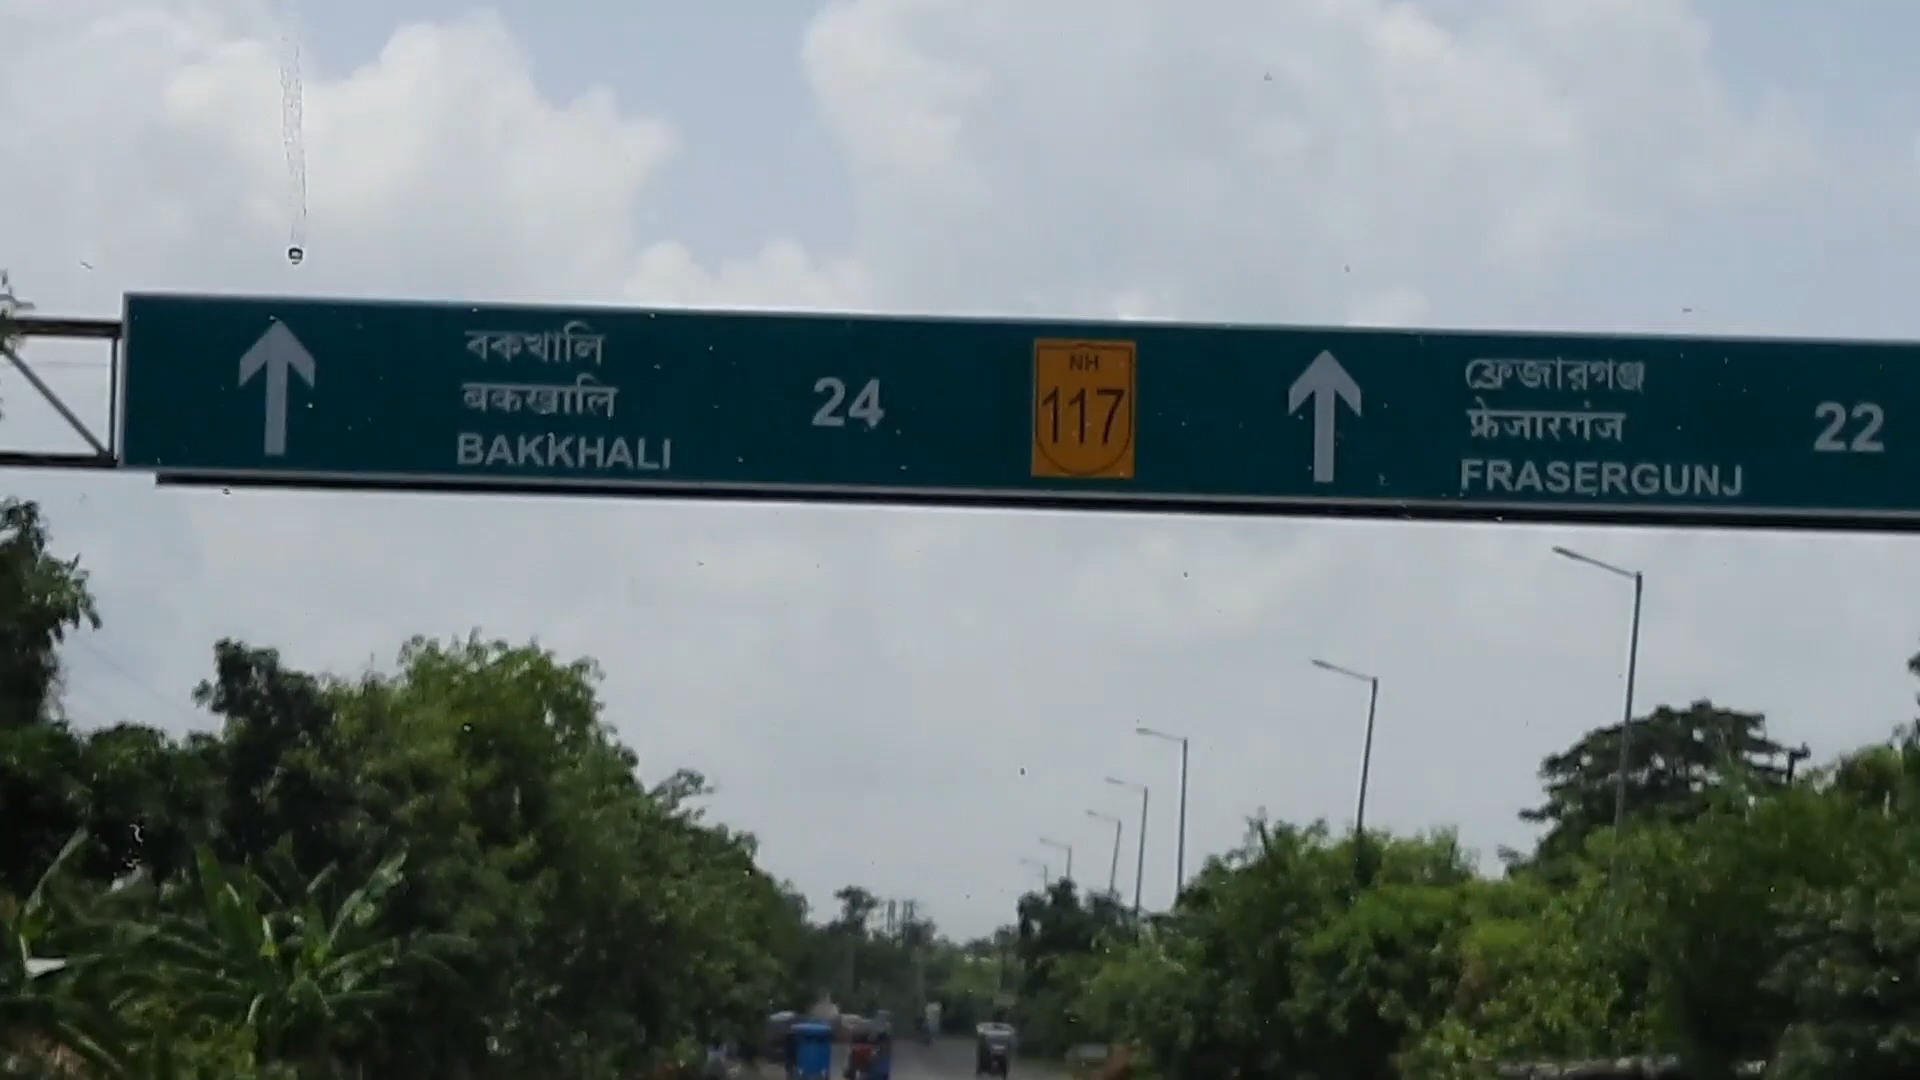 বকখালি
बकखालि
BAKKHALI
24
NH
117
ফ্রেজারগঞ্জ
फ्रेजारगंज
FRASERGUNJ
22